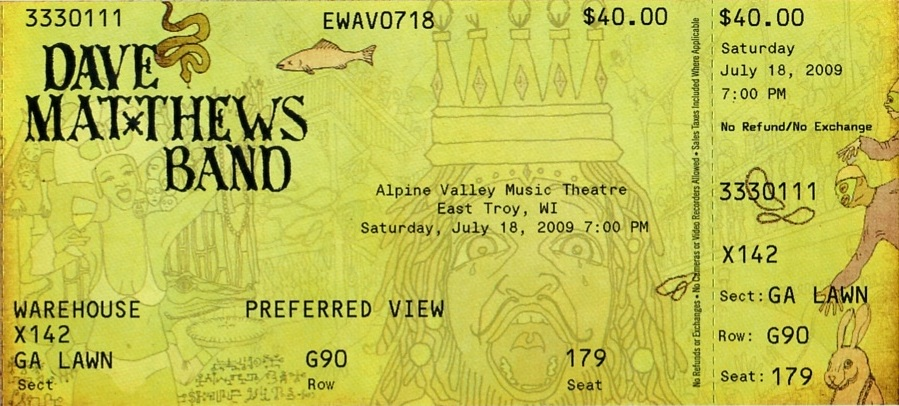 3330111
EWAV0718
$40.00
DAVE
MATTHEWS
BAND
Alpine Valley Music Theatre
East Troy, WI
Saturday, July 18, 2009 7:00 PM
WAREHOUSE
PREFERRED VIEW
X142
GA LAWN
G90
179
Sect
Row
Seat
No Refunds or Exchanges • No Cameras or Video Recorders Allowed • Sales Taxes Included Where Applicable
$40.00
Saturday
July 18, 2009
7:00 PM
No Refund/No Exchange
3330111
X142
Sect: GA LAWN
Row: G90
Seat: 179